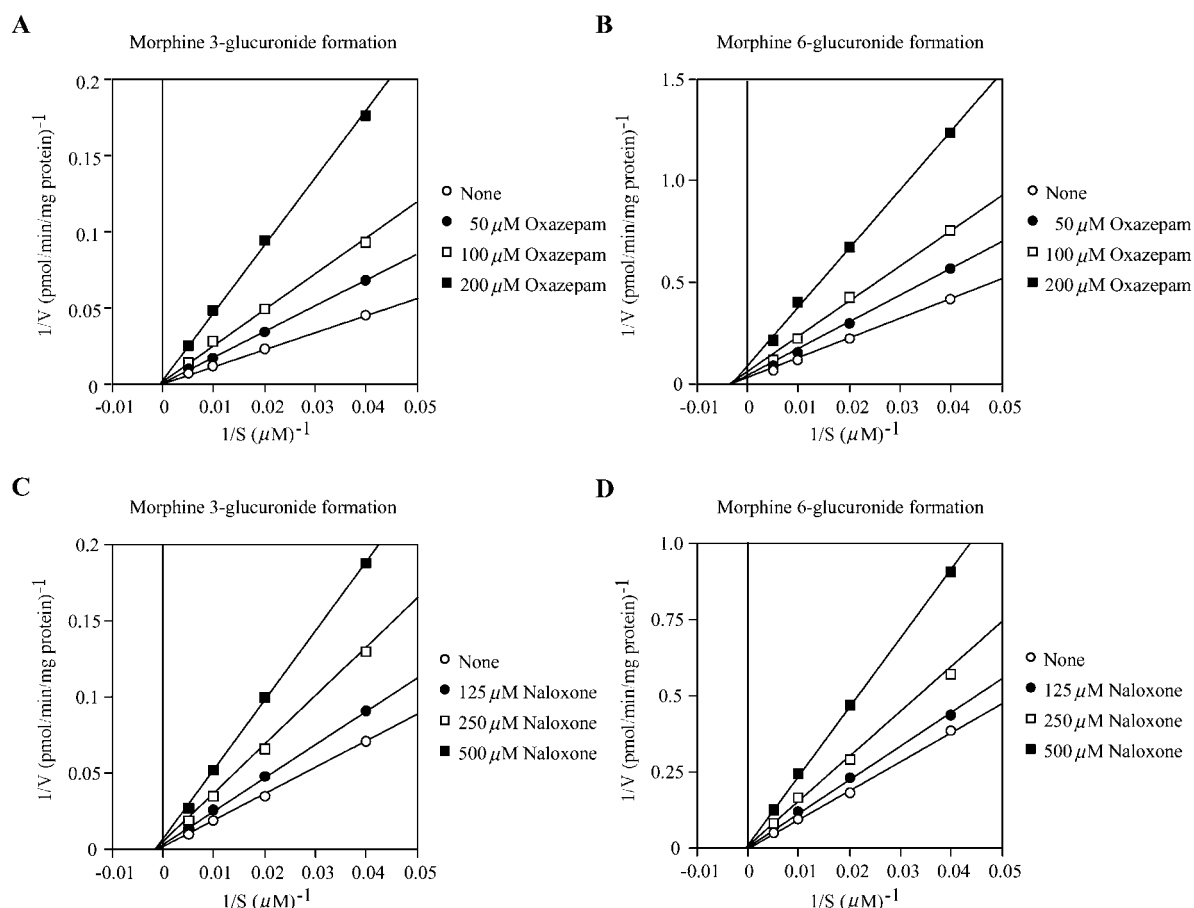 A
Morphine 3-glucuronide formation
1/V (pmol/min/mg protein)⁻¹
0.2
0.15
0.1
0.05
0
-0.01 0 0.01 0.02 0.03 0.04 0.05
1/S (μM)⁻¹
None
50 μM Oxazepam
100 μM Oxazepam
200 μM Oxazepam
B
Morphine 6-glucuronide formation
1/V (pmol/min/mg protein)⁻¹
1.5
1.0
0.5
0
-0.01 0 0.01 0.02 0.03 0.04 0.05
1/S (μM)⁻¹
None
50 μM Oxazepam
100 μM Oxazepam
200 μM Oxazepam
C
Morphine 3-glucuronide formation
1/V (pmol/min/mg protein)⁻¹
0.2
0.15
0.1
0.05
0
-0.01 0 0.01 0.02 0.03 0.04 0.05
1/S (μM)⁻¹
None
125 μM Naloxone
250 μM Naloxone
500 μM Naloxone
D
Morphine 6-glucuronide formation
1/V (pmol/min/mg protein)⁻¹
1.0
0.75
0.5
0.25
0
-0.01 0 0.01 0.02 0.03 0.04 0.05
1/S (μM)⁻¹
None
125 μM Naloxone
250 μM Naloxone
500 μM Naloxone